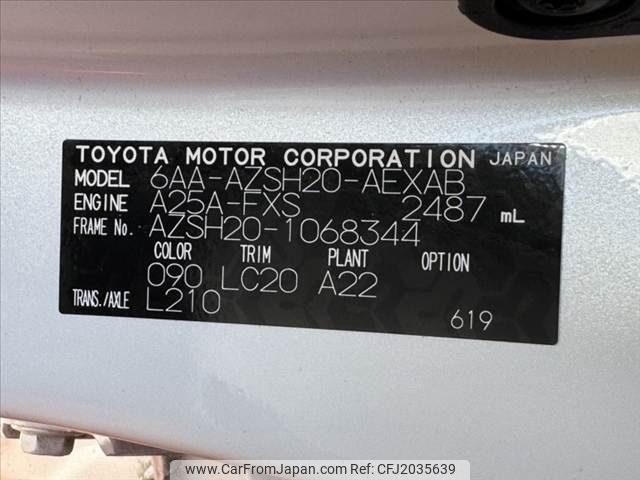 TOYOTA MOTOR CORPORATION JAPAN
MODEL 6AA-AZSH20-AEXAB
ENGINE A25A-FXS 2487 mL
FRAME No. AZSH20-1068344
COLOR TRIM PLANT OPTION
090 LC20 A22
TRANS./AXLE L210
619
www.CarFromJapan.com | CFJ2035639